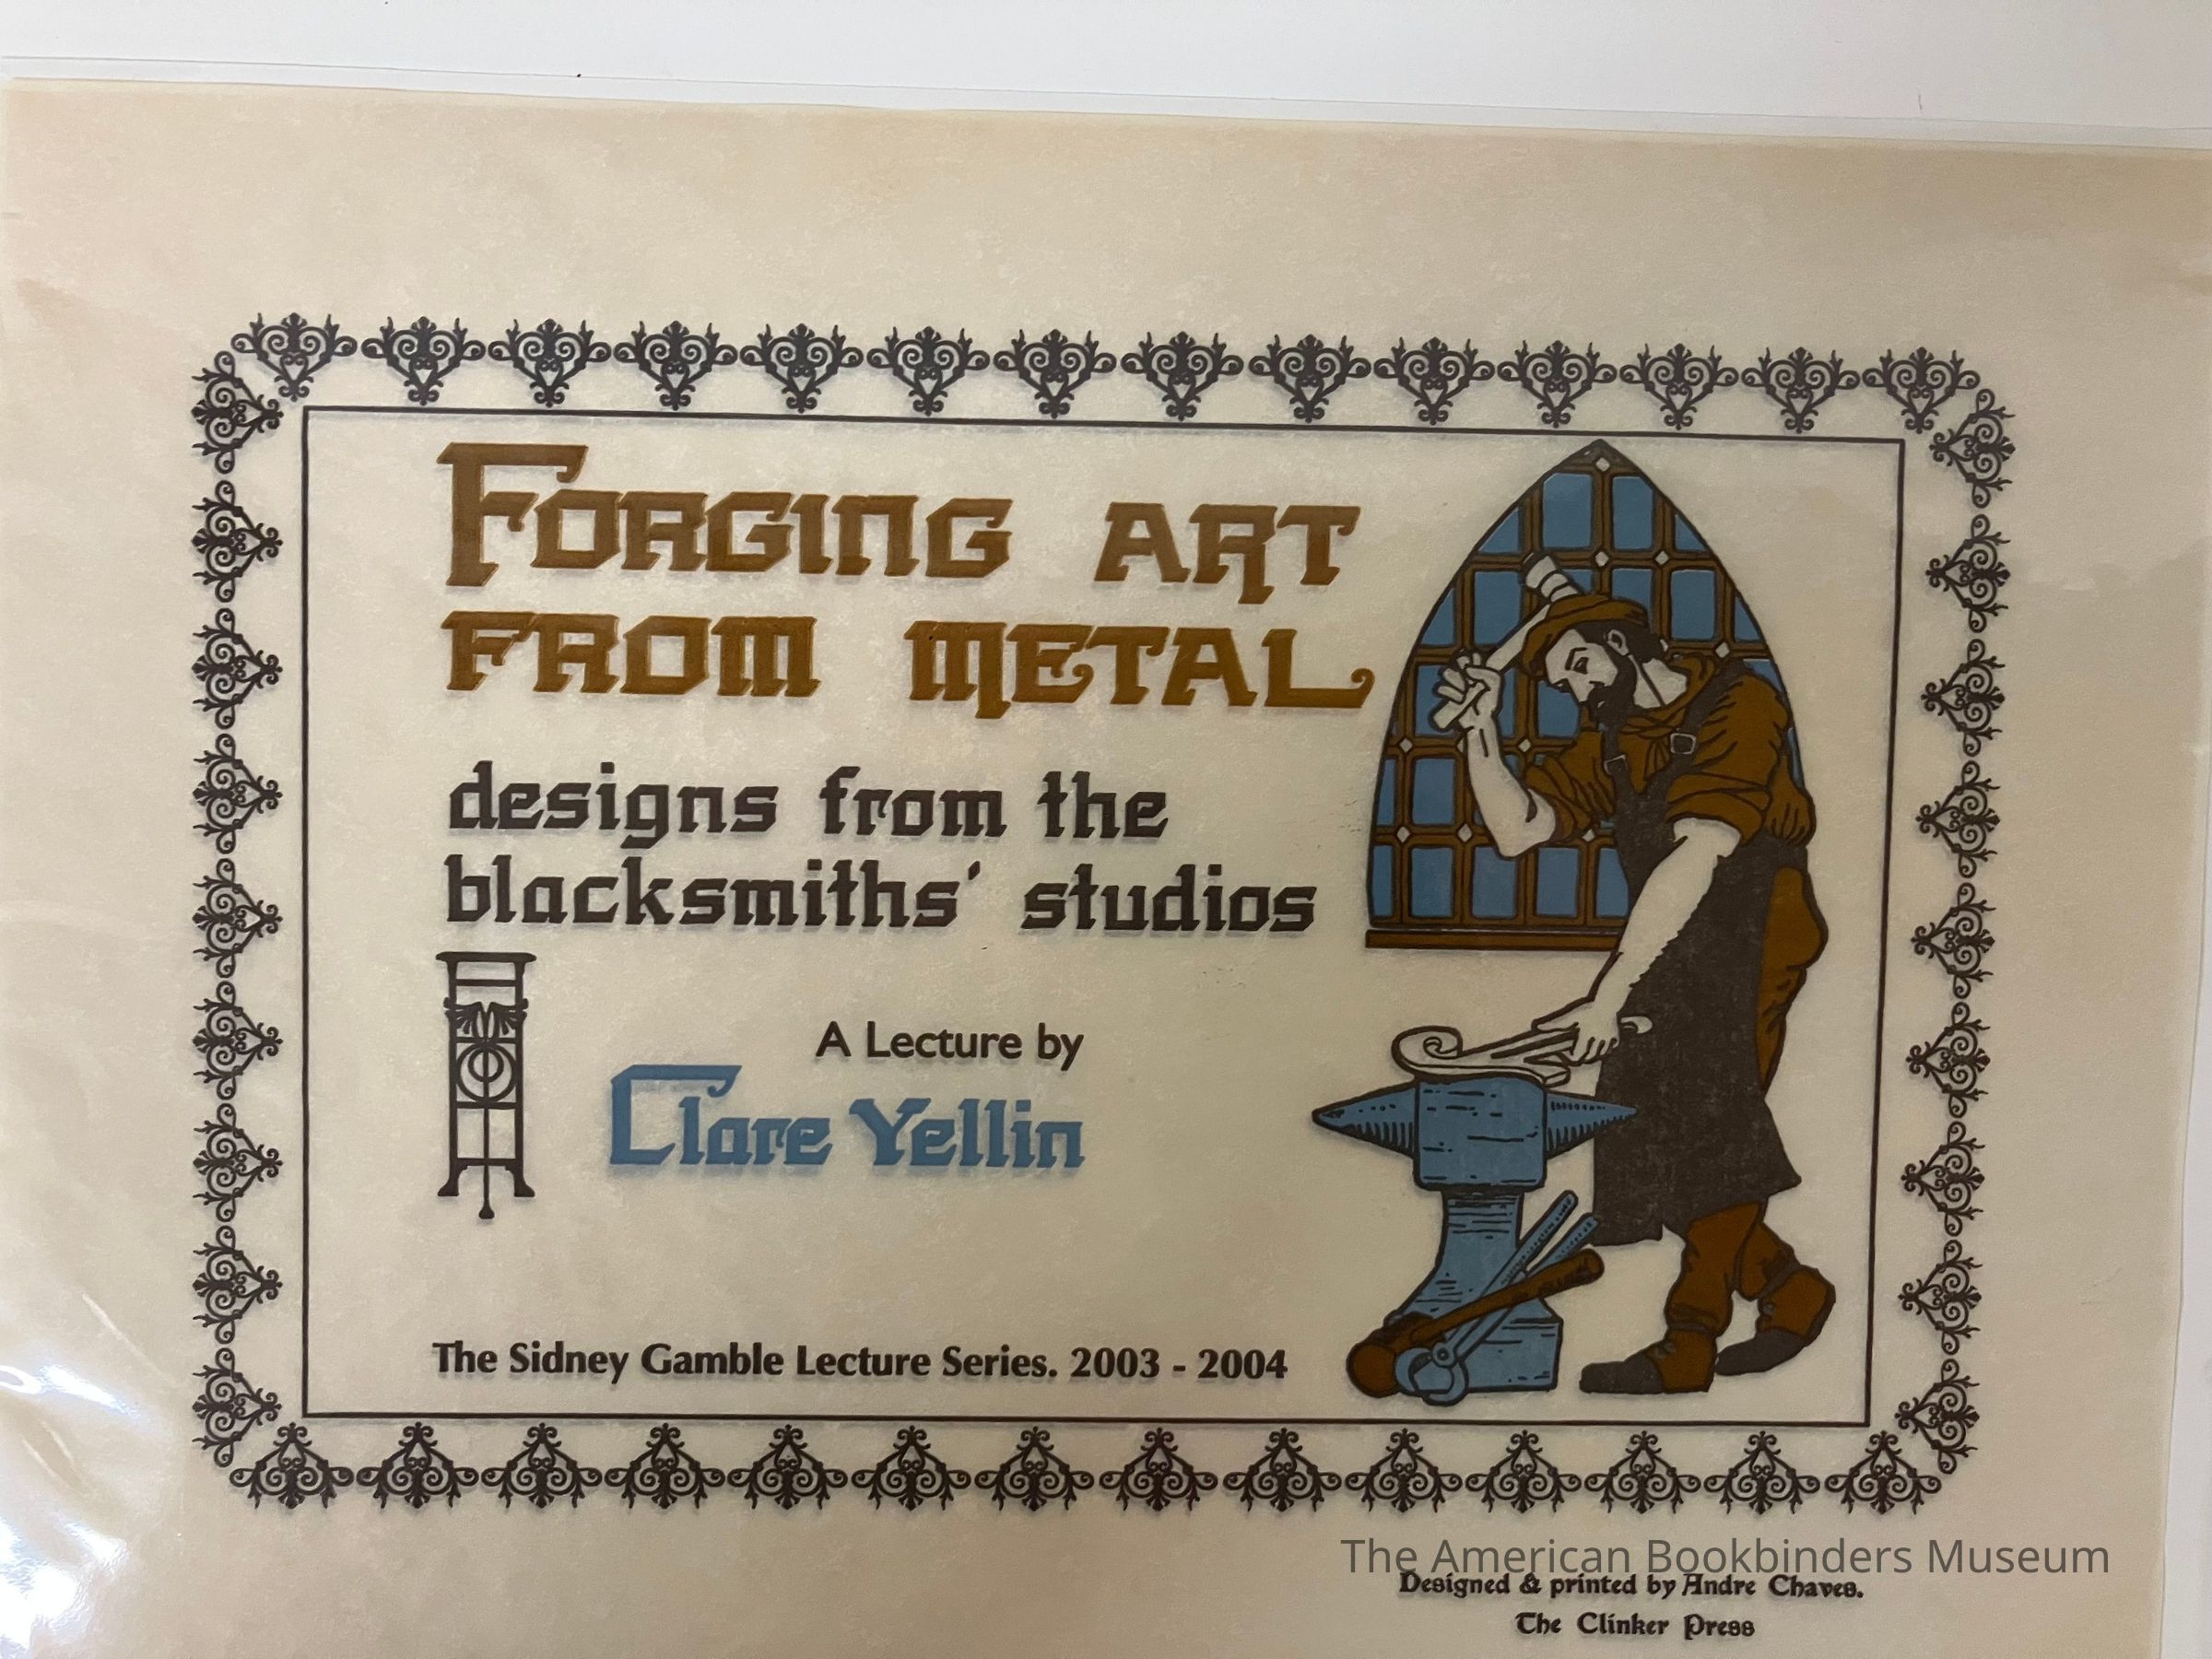 FORGING ART
FROM METAL
designs from the
blacksmiths' studios
A Lecture by
Clare Yellin
The Sidney Gamble Lecture Series. 2003 - 2004
The American Bookbinders Museum
Designed & printed by Andre Chaves.
The Clinker Press